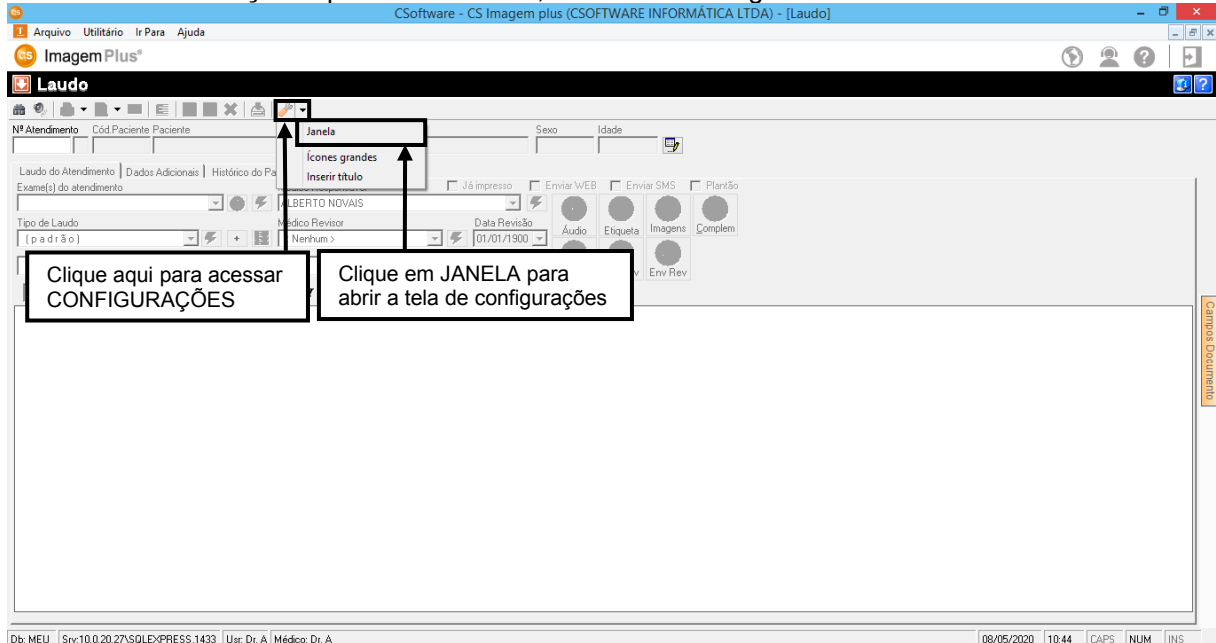 CSoftware - CS Imagem plus (CSOFTWARE INFORMÁTICA LTDA) - [Laudo]
Arquivo Utilitário Ir Para Ajuda
cs ImagemPlus®
Laudo
Nº Atendimento Cód.Paciente Paciente Sexo Idade
Janela
Ícones grandes
Inserir título
Laudo do Atendimento Dados Adicionais Histórico do Pa
Exame(s) do atendimento Já impresso Enviar WEB Enviar SMS Plantão
ALBERTO NOVAIS
Tipo de Laudo Médico Revisor Data Revisão Áudio Etiqueta Imagens Complem
(padrão) Nenhum > 01/01/1900
Env Rev
Clique aqui para acessar
CONFIGURAÇÕES
Clique em JANELA para
abrir a tela de configurações
Campos Documento
Db: MEU Srv:10.0.20.27\SQLEXPRESS,1433 Usr: Dr. A Médico: Dr. A 08/05/2020 10:44 CAPS NUM INS